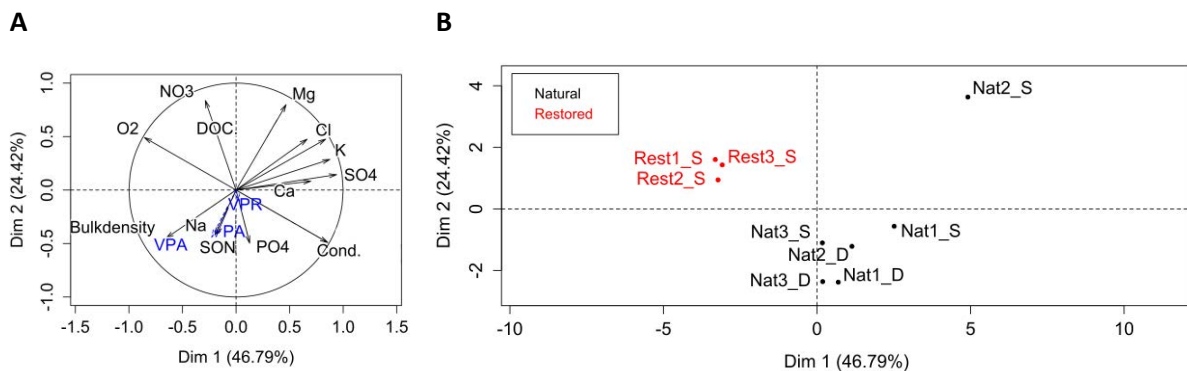 A
B
1.0
0.5
0.0
-0.5
-1.0
Dim 2 (24.42%)
NO3
Mg
DOC
Cl
O2
K
SO4
Ca
VPR
Na
Bulkdensity
VPA
PA
SON
PO4
Cond.
-1.5 -1.0 -0.5 0.0 0.5 1.0 1.5
Dim 1 (46.79%)
Dim 2 (24.42%)
4
2
0
-2
Natural
Restored
Nat2_S
Rest1_S
Rest3_S
Rest2_S
Nat3_S
Nat1_S
Nat2_D
Nat3_D
Nat1_D
-10 -5 0 5 10
Dim 1 (46.79%)